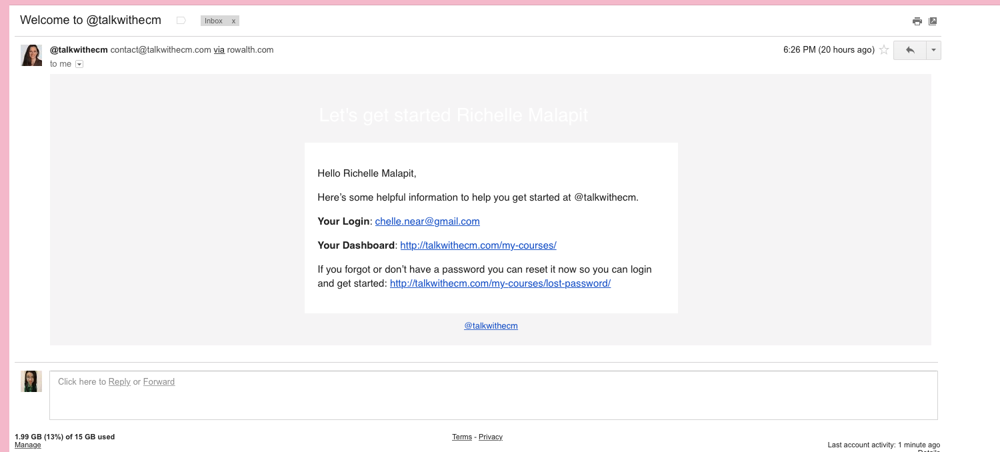 Welcome to @talkwithecm Inbox x
@talkwithecm contact@talkwithecm.com via rowalth.com 6:26 PM (20 hours ago)
to me
Let's get started Richelle Malapit
Hello Richelle Malapit,
Here's some helpful information to help you get started at @talkwithecm.
Your Login: chelle.near@gmail.com
Your Dashboard: http://talkwithecm.com/my-courses/
If you forgot or don't have a password you can reset it now so you can login
and get started: http://talkwithecm.com/my-courses/lost-password/
@talkwithecm
Click here to Reply or Forward
1.99 GB (13%) of 15 GB used
Manage
Terms - Privacy
Last account activity: 1 minute ago
Details